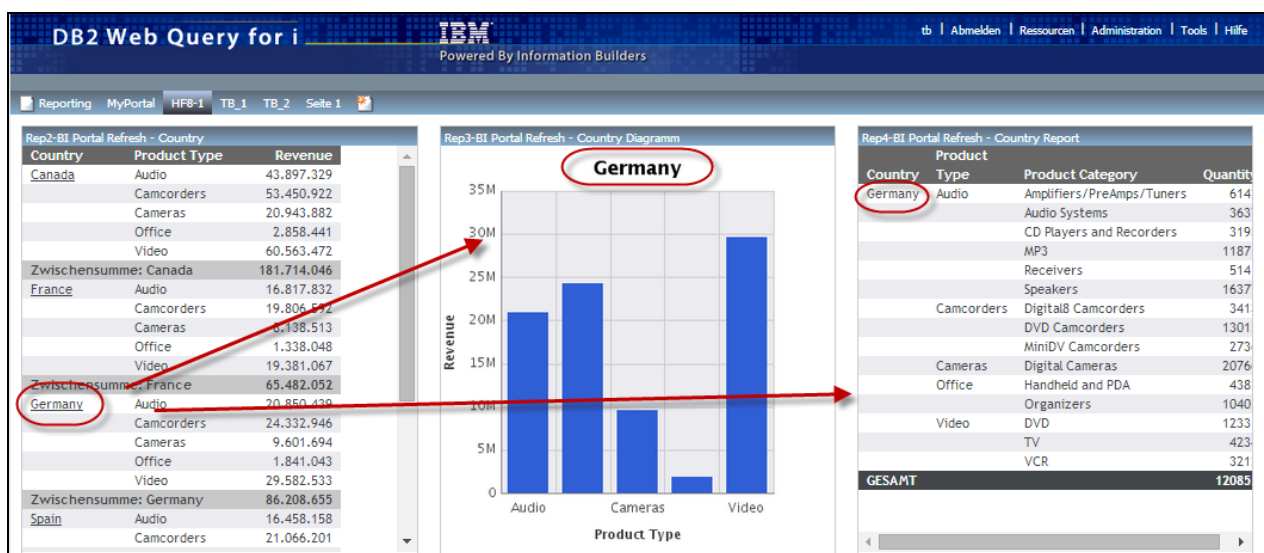 DB2 Web Query for i
IBM
Powered By Information Builders
tb | Abmelden | Ressourcen | Administration | Tools | Hilfe
Reporting MyPortal HF8-1 TB_1 TB_2 Seite 1
Rep2-BI Portal Refresh - Country
Country Product Type Revenue
Canada Audio 43.897.329
Camcorders 53.450.922
Cameras 20.943.882
Office 2.858.441
Video 60.563.472
Zwischensumme: Canada 181.714.046
France Audio 16.817.832
Camcorders 19.806.592
Cameras 8.138.513
Office 1.338.048
Video 19.381.067
Zwischensumme: France 65.482.052
Germany Audio 20.850.439
Camcorders 24.332.946
Cameras 9.601.694
Office 1.841.043
Video 29.582.533
Zwischensumme: Germany 86.208.655
Spain Audio 16.458.158
Camcorders 21.066.201
Rep3-BI Portal Refresh - Country Diagramm
Germany
35M
30M
25M
20M
15M
10M
5M
0
Revenue
Audio Cameras Video
Product Type
Rep4-BI Portal Refresh - Country Report
Product
Country Type Product Category Quantity
Germany Audio Amplifiers/PreAmps/Tuners 614
Audio Systems 363
CD Players and Recorders 319
MP3 1187
Receivers 514
Speakers 1637
Camcorders Digital8 Camcorders 341
DVD Camcorders 1301
MiniDV Camcorders 273
Cameras Digital Cameras 2076
Office Handheld and PDA 438
Organizers 1040
Video DVD 1233
TV 423
VCR 321
GESAMT 12085